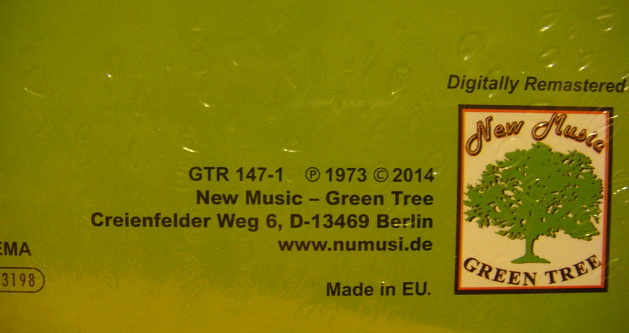 Digitally Remastered
New Music
GREEN TREE
GTR 147-1 ℗ 1973 © 2014
New Music – Green Tree
Creienfelder Weg 6, D-13469 Berlin
www.numusi.de
EMA
3198
Made in EU.